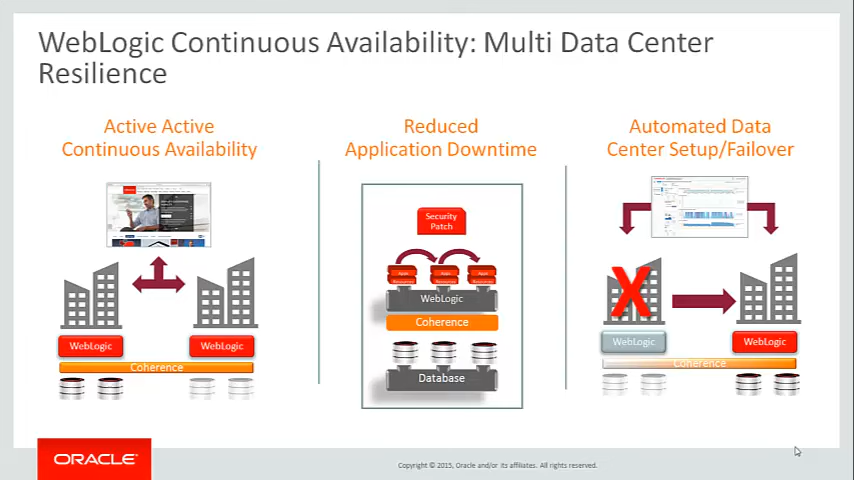 WebLogic Continuous Availability: Multi Data Center
Resilience
Active Active
Continuous Availability
WebLogic
WebLogic
Coherence
Reduced
Application Downtime
Security
Patch
WebLogic
Coherence
Database
Automated Data
Center Setup/Failover
X
WebLogic
WebLogic
Coherence
ORACLE
Copyright © 2015, Oracle and/or its affiliates. All rights reserved.